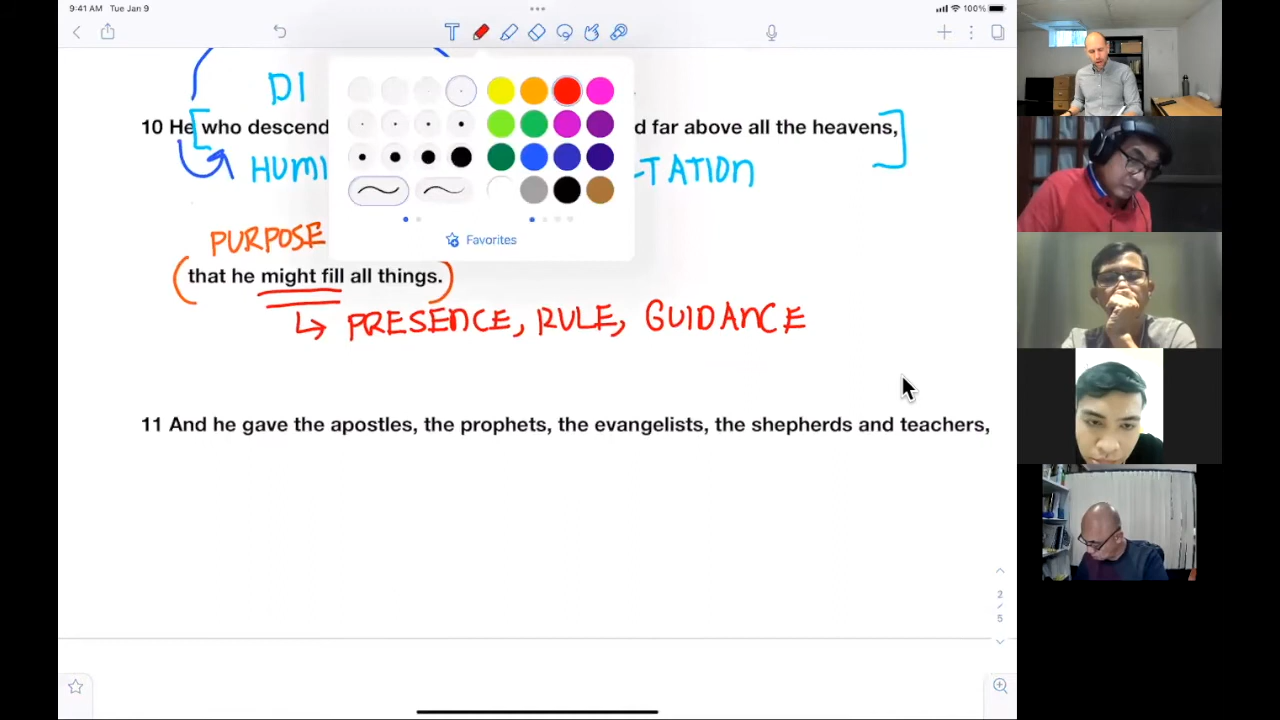 9:41 AM Tue Jan 9
100%
T
DI
10 He who descend d far above all the heavens,
HUMI TATION
Favorites
PURPOSE
that he might fill all things.
PRESENCE, RULE, GUIDANCE
11 And he gave the apostles, the prophets, the evangelists, the shepherds and teachers,
2
/
5